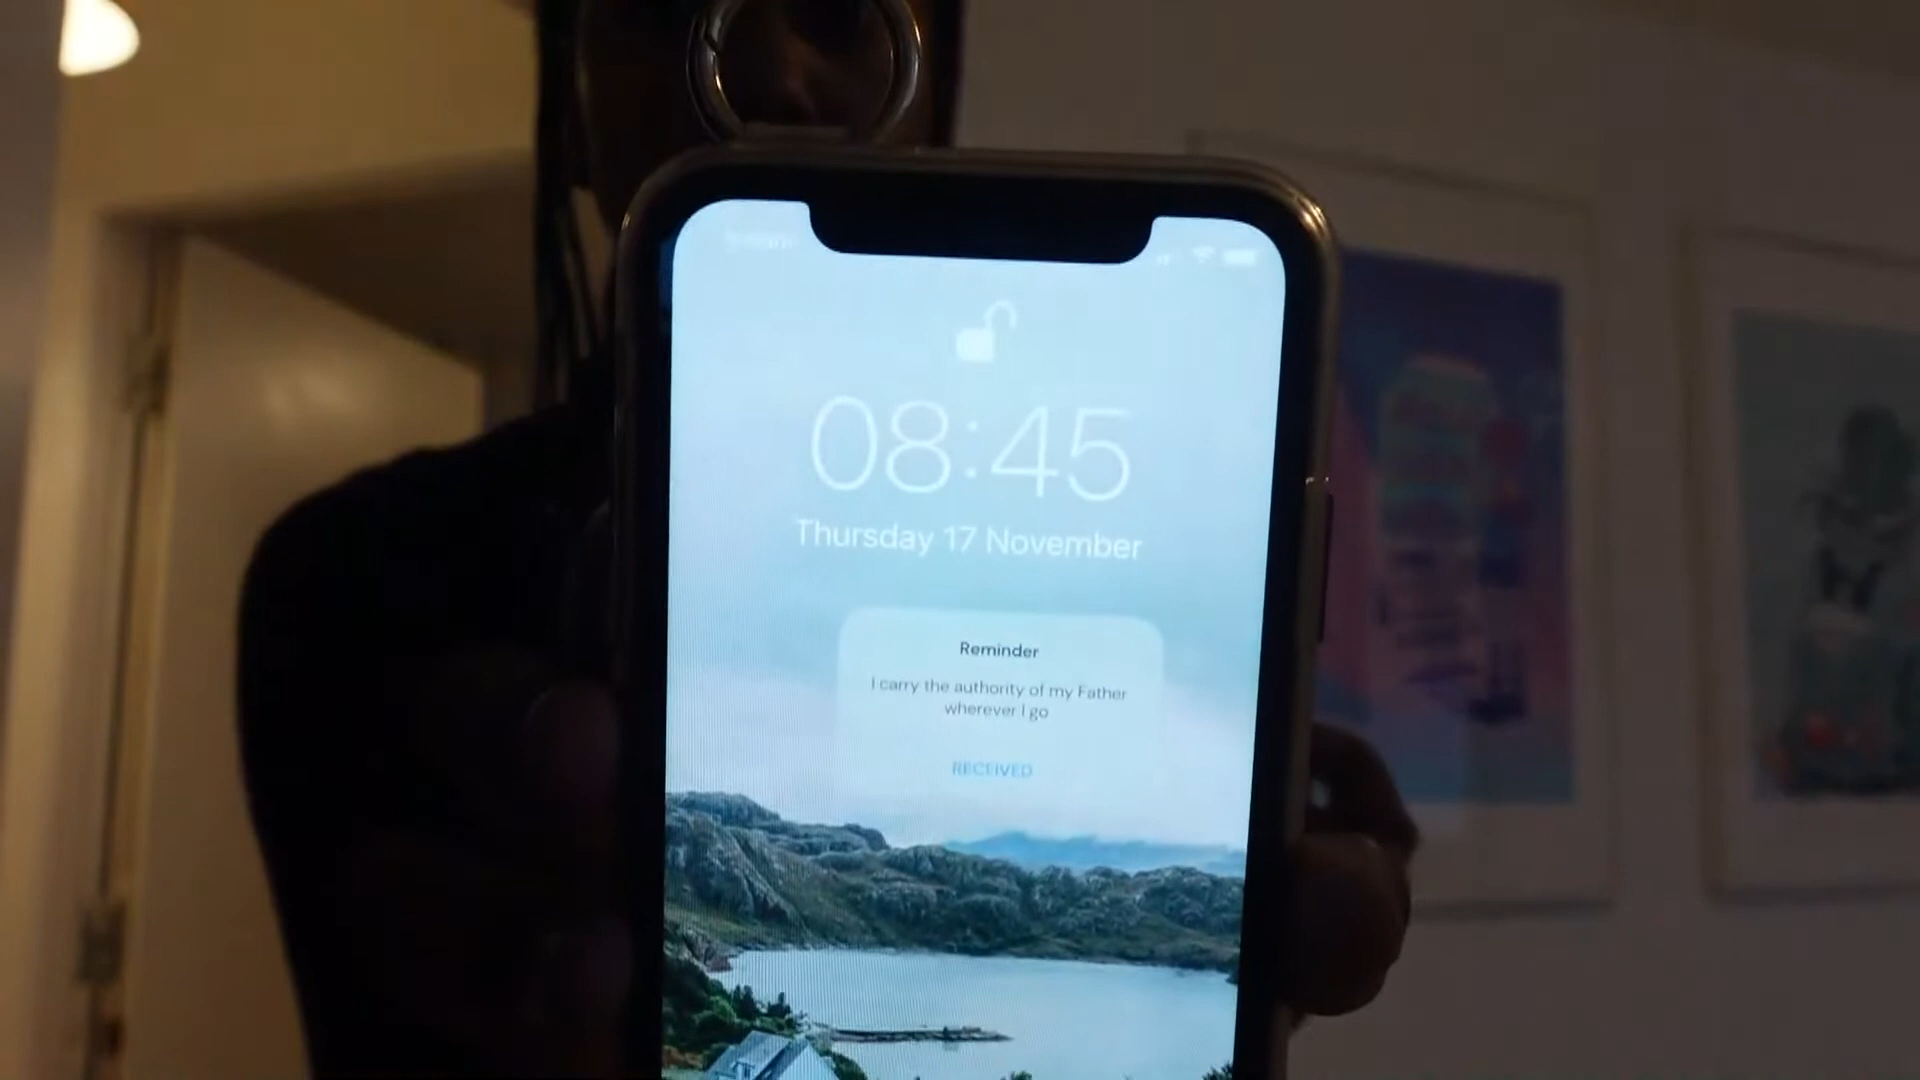 08:45
Thursday 17 November
Reminder
I carry the authority of my Father
wherever I go
RECEIVED